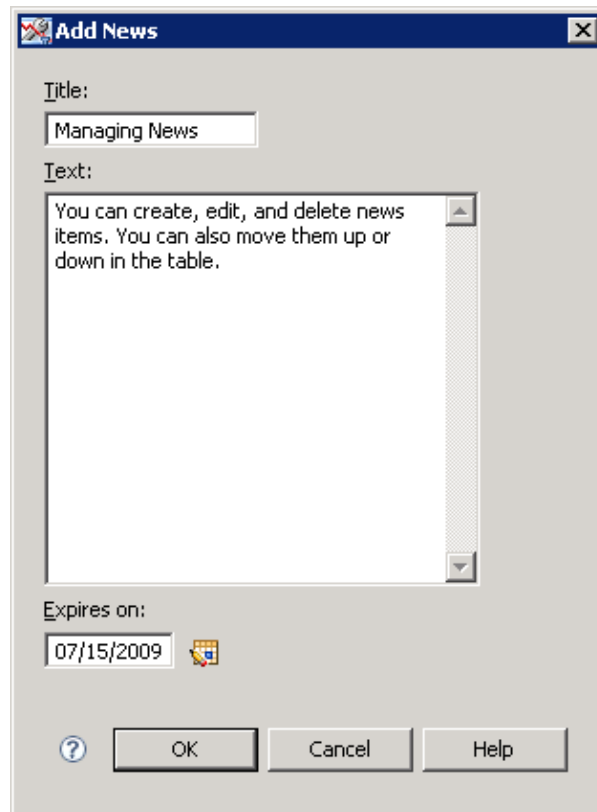 Add News
Title:
Managing News
Text:
You can create, edit, and delete news
items. You can also move them up or
down in the table.
Expires on:
07/15/2009
? OK Cancel Help